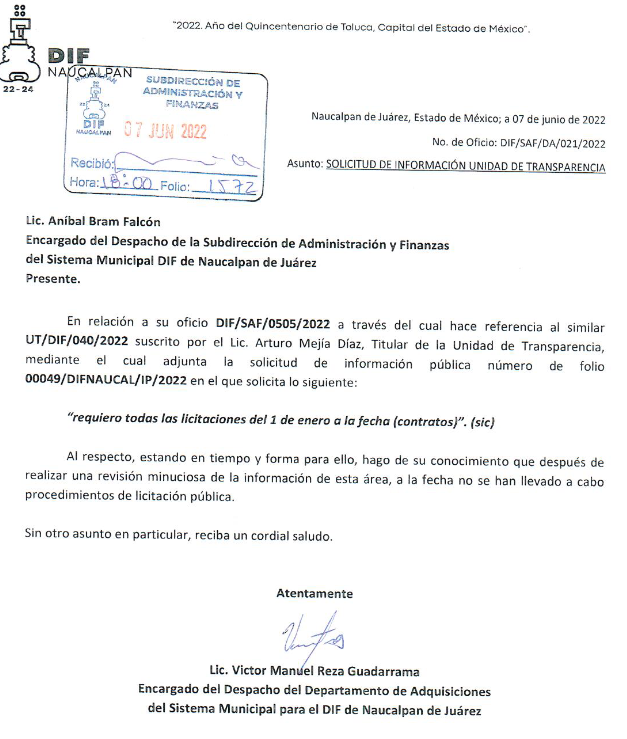 "2022. Año del Quincentenario de Toluca, Capital del Estado de México".
DIF
NAUCALPAN
22-24
NAUCALPAN
SUBDIRECCIÓN DE
ADMINISTRACIÓN Y
FINANZAS
DIF
NAUCALPAN
07 JUN 2022
Recibió:
Hora: 18:00 Folio: 1572
Naucalpan de Juárez, Estado de México; a 07 de junio de 2022
No. de Oficio: DIF/SAF/DA/021/2022
Asunto: SOLICITUD DE INFORMACIÓN UNIDAD DE TRANSPARENCIA
Lic. Aníbal Bram Falcón
Encargado del Despacho de la Subdirección de Administración y Finanzas
del Sistema Municipal DIF de Naucalpan de Juárez
Presente.
En relación a su oficio DIF/SAF/0505/2022 a través del cual hace referencia al similar
UT/DIF/040/2022 suscrito por el Lic. Arturo Mejía Díaz, Titular de la Unidad de Transparencia,
mediante el cual adjunta la solicitud de información pública número de folio
00049/DIFNAUCAL/IP/2022 en el que solicita lo siguiente:
"requiero todas las licitaciones del 1 de enero a la fecha (contratos)". (sic)
Al respecto, estando en tiempo y forma para ello, hago de su conocimiento que después de
realizar una revisión minuciosa de la información de esta área, a la fecha no se han llevado a cabo
procedimientos de licitación pública.
Sin otro asunto en particular, reciba un cordial saludo.
Atentamente
Lic. Victor Manuel Reza Guadarrama
Encargado del Despacho del Departamento de Adquisiciones
del Sistema Municipal para el DIF de Naucalpan de Juárez